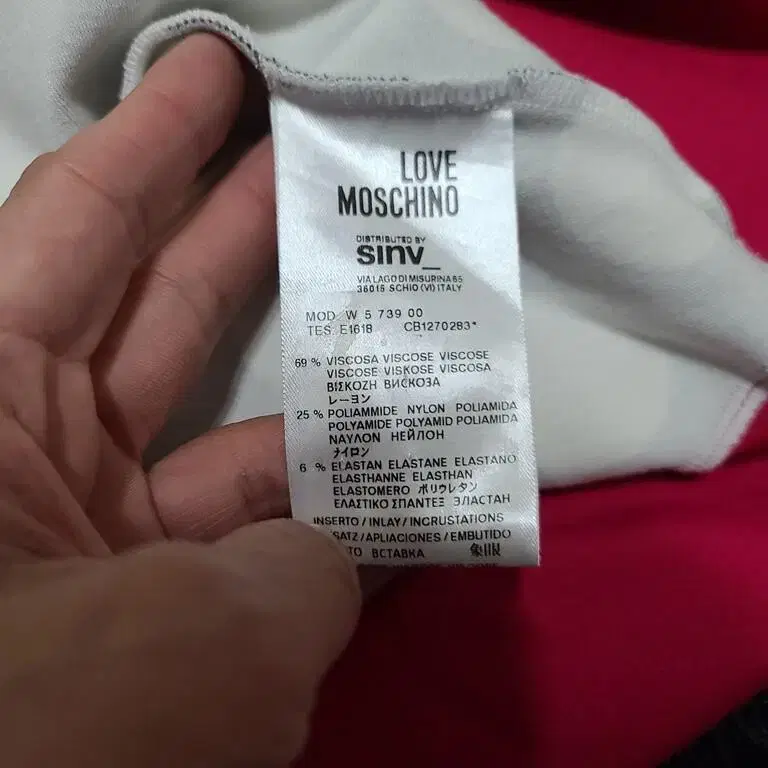 LOVE
MOSCHINO
DISTRIBUTED BY
sinv_
VIA LAGO DI MISURINA 65
36015 SCHIO (VI) ITALY
MOD. W 5 739 00
TES. E1618 CB1270283*
69 % VISCOSA VISCOSE VISCOSE
VISCOSE VISKOSE VISCOSA
ΒΙΣΚΟΖΗ ВИСКОЗА
レーヨン
25 % POLIAMMIDE NYLON POLIAMIDA
POLYAMIDE POLYAMID POLIAMIDA
ΝΑΥΛΟΝ НЕЙЛОН
ナイロン
6 % ELASTAN ELASTANE ELASTANO
ELASTHANNE ELASTHAN
ELASTOMERO ポリウレタン
ΕΛΑΣΤΙΚΟ ΣΠΑΝΤΕΞ ЭЛАСТАН
INSERTO / INLAY / INCRUSTATIONS
SATZ / APLIACIONES / EMBUTIDO
ТО ВСТАВКА